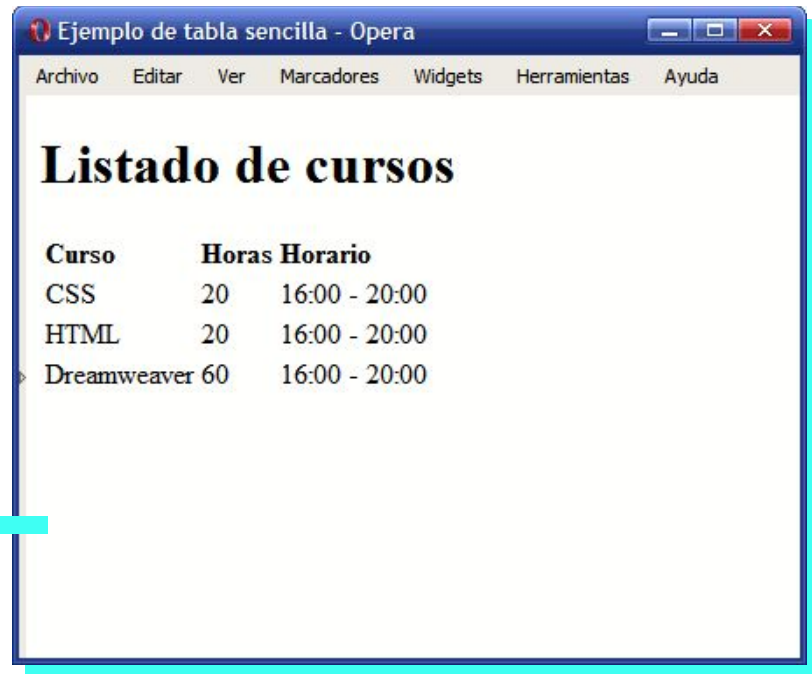 Ejemplo de tabla sencilla - Opera
Archivo Editar Ver Marcadores Widgets Herramientas Ayuda
Listado de cursos
Curso Horas Horario
CSS 20 16:00 - 20:00
HTML 20 16:00 - 20:00
Dreamweaver 60 16:00 - 20:00